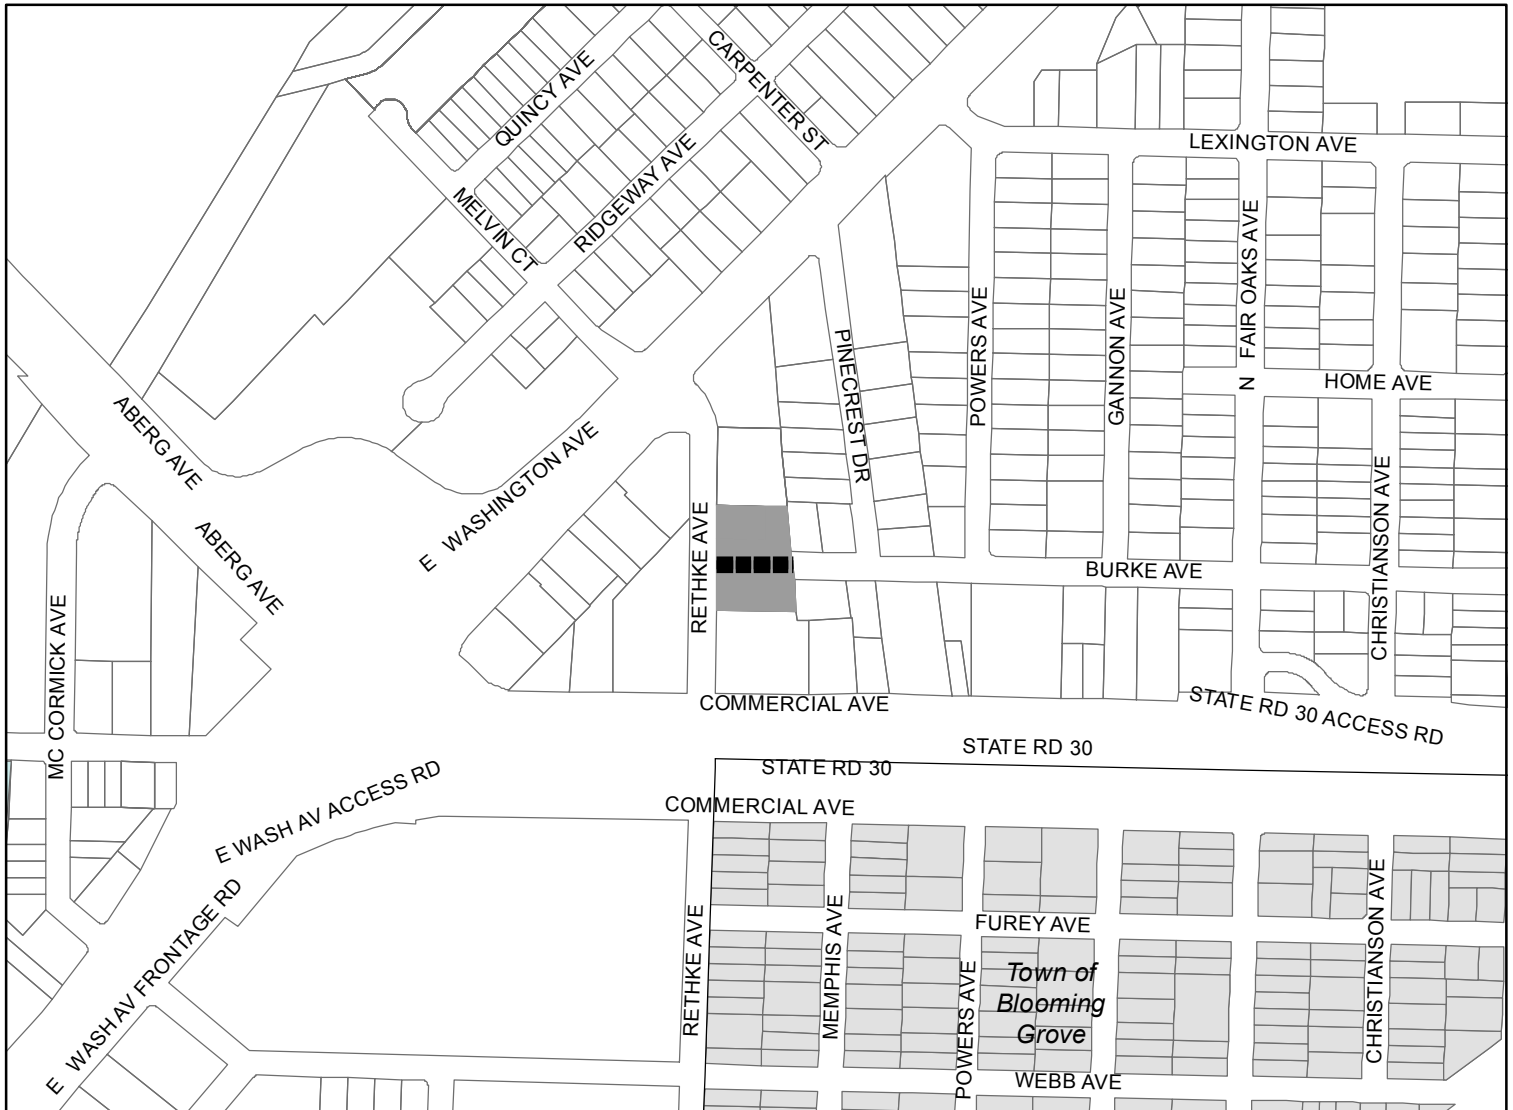 CARPENTER ST
QUINCY AVE
LEXINGTON AVE
RIDGEWAY AVE
MELVIN CT
N FAIR OAKS AVE
POWERS AVE
GANNON AVE
PINECREST DR
HOME AVE
ABERG AVE
E WASHINGTON AVE
CHRISTIANSON AVE
RETHKE AVE
ABERG AVE
BURKE AVE
MC CORMICK AVE
COMMERCIAL AVE
STATE RD 30 ACCESS RD
STATE RD 30
STATE RD 30
E WASH AV ACCESS RD
COMMERCIAL AVE
E WASH AV FRONTAGE RD
CHRISTIANSON AVE
RETHKE AVE
MEMPHIS AVE
FUREY AVE
POWERS AVE
Town of
Blooming
Grove
WEBB AVE